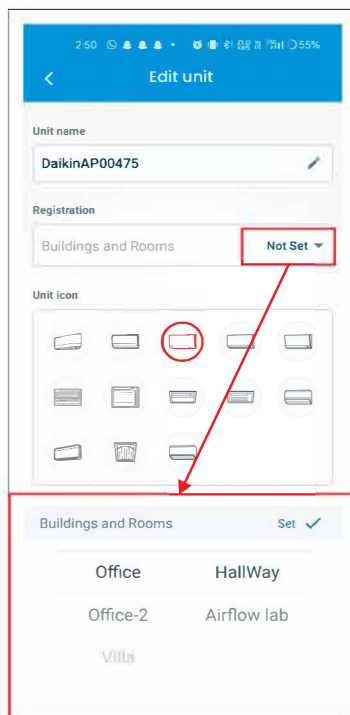 2:50 55%
Edit unit
Unit name
DaikinAP00475
Registration
Buildings and Rooms Not Set
Unit icon
Buildings and Rooms Set
Office HallWay
Office-2 Airflow lab
Villa